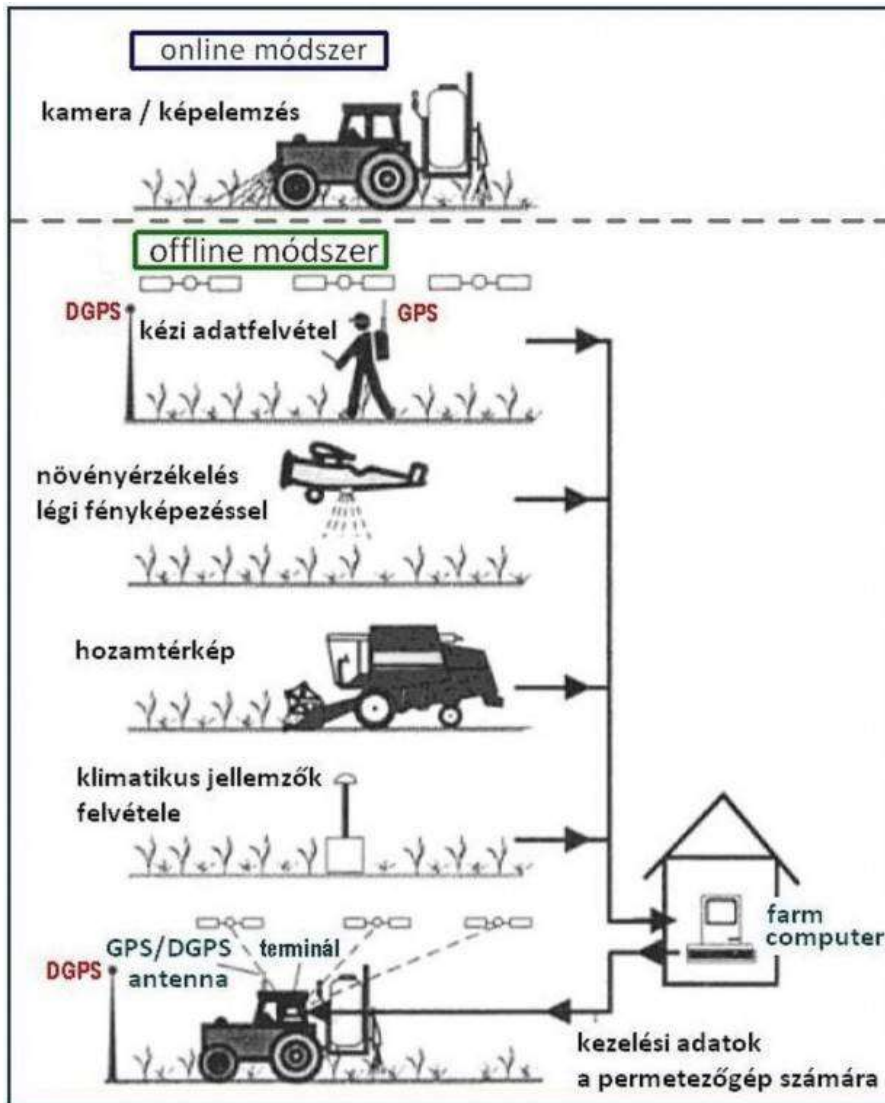 online módszer
kamera / képelemzés
offline módszer
DGPS
GPS
kézi adatfelvétel
növényérzékelés
légi fényképezéssel
hozamtérkép
klimatikus jellemzők
felvétele
farm
computer
GPS/DGPS
antenna
terminál
DGPS
kezelési adatok
a permetezőgép számára